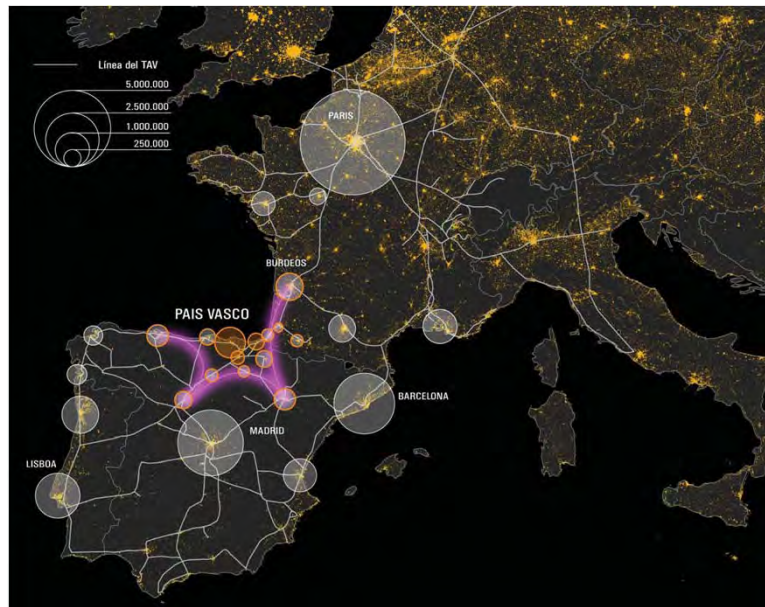 Línea del TAV
5.000.000
2.500.000
1.000.000
250.000
PARIS
BURDEOS
PAIS VASCO
BARCELONA
MADRID
LISBOA